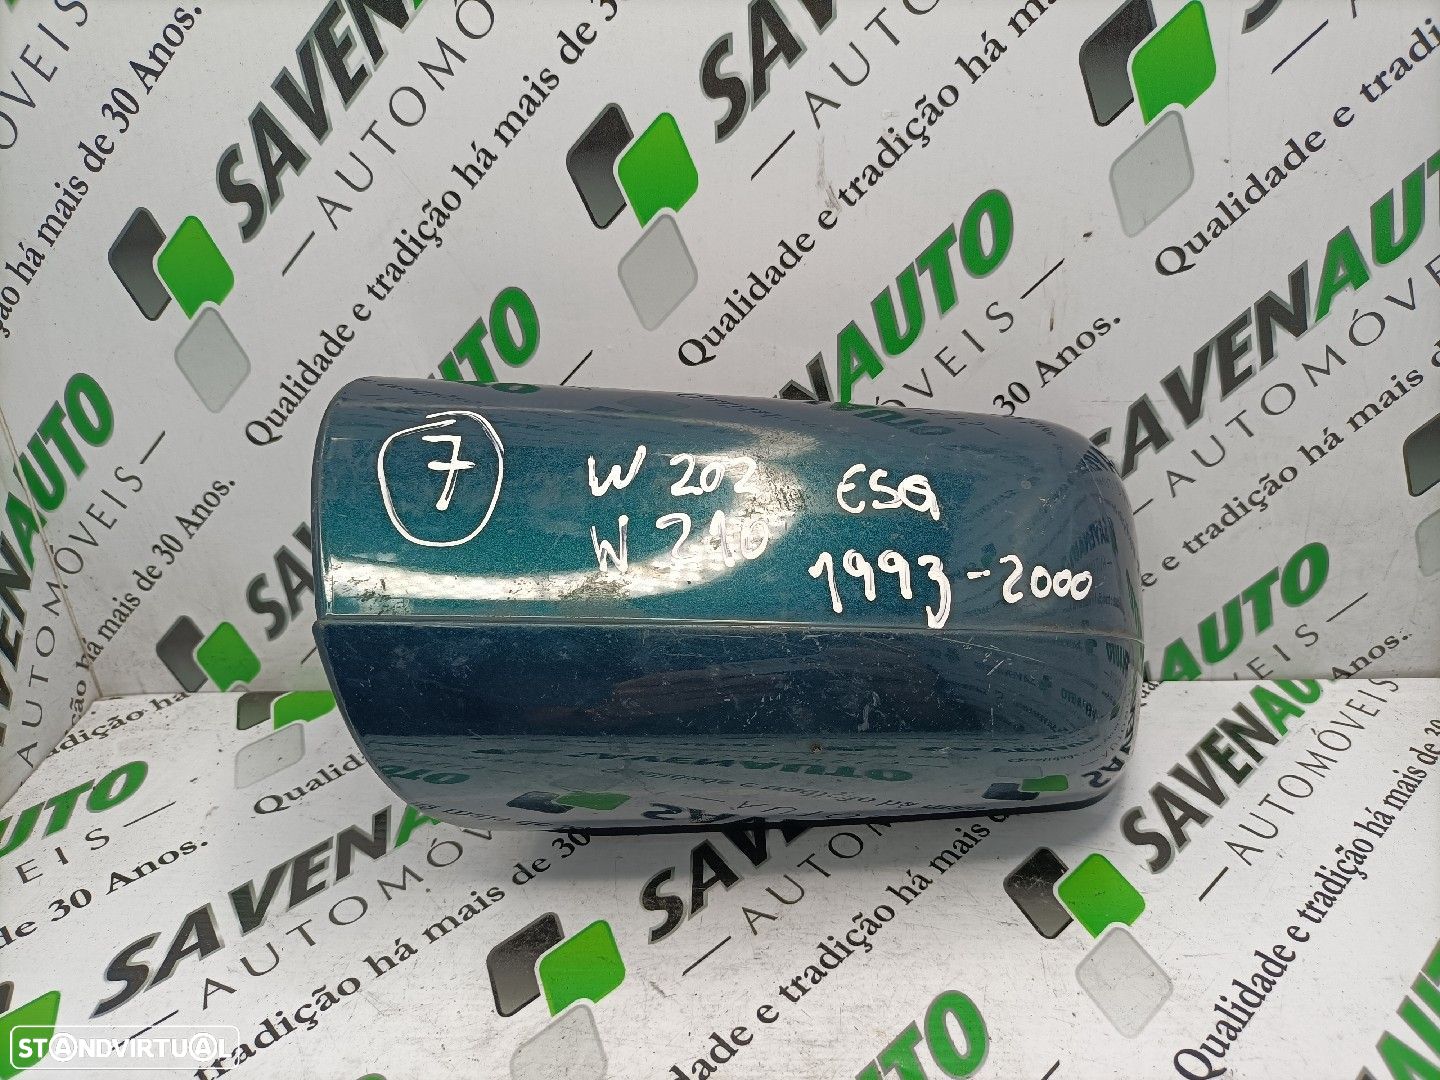 7
W 202
W 210
ESQ
1993-2000
SAVENAUTO
AUTOMÓVEIS
Qualidade e tradição há mais de 30 Anos.
STANDVIRTUAL